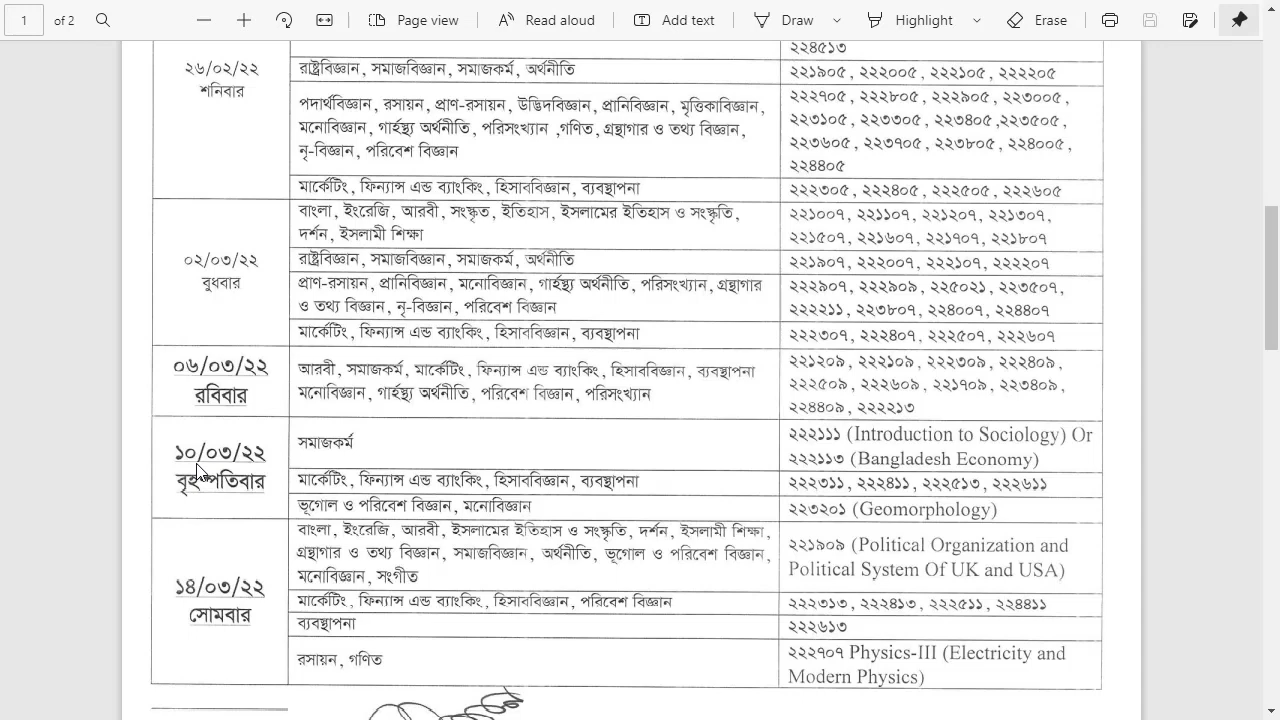 1 of 2 Page view Read aloud Add text Draw Highlight Erase
২২৪৫১৩
২৬/০২/২২
শনিবার
রাষ্ট্রবিজ্ঞান, সমাজবিজ্ঞান, সমাজকর্ম, অর্থনীতি
২২১৯০৫, ২২২০০৫, ২২২১০৫, ২২২২০৫
পদার্থবিজ্ঞান, রসায়ন, প্রাণ-রসায়ন, উদ্ভিদবিজ্ঞান, প্রানিবিজ্ঞান, মৃত্তিকাবিজ্ঞান,
মনোবিজ্ঞান, গার্হস্থ্য অর্থনীতি, পরিসংখ্যান ,গণিত, গ্রন্থাগার ও তথ্য বিজ্ঞান,
নৃ-বিজ্ঞান, পরিবেশ বিজ্ঞান
২২২৭০৫, ২২২৮০৫, ২২২৯০৫, ২২৩০০৫,
২২৩১০৫, ২২৩৩০৫, ২২৩৪০৫ ,২২৩৫০৫,
২২৩৬০৫, ২২৩৭০৫, ২২৩৮০৫, ২২৪০০৫,
২২৪৪০৫
মার্কেটিং, ফিন্যান্স এন্ড ব্যাংকিং, হিসাববিজ্ঞান, ব্যবস্থাপনা
২২২৩০৫, ২২২৪০৫, ২২২৫০৫, ২২২৬০৫
০২/০৩/২২
বুধবার
বাংলা, ইংরেজি, আরবী, সংস্কৃত, ইতিহাস, ইসলামের ইতিহাস ও সংস্কৃতি,
দর্শন, ইসলামী শিক্ষা
২২১০০৭, ২২১১০৭, ২২১২০৭, ২২১৩০৭,
২২১৫০৭, ২২১৬০৭, ২২১৭০৭, ২২১৮০৭
রাষ্ট্রবিজ্ঞান, সমাজবিজ্ঞান, সমাজকর্ম, অর্থনীতি
২২১৯০৭, ২২২০০৭, ২২২১০৭, ২২২২০৭
প্রাণ-রসায়ন, প্রানিবিজ্ঞান, মনোবিজ্ঞান, গার্হস্থ্য অর্থনীতি, পরিসংখ্যান, গ্রন্থাগার
ও তথ্য বিজ্ঞান, নৃ-বিজ্ঞান, পরিবেশ বিজ্ঞান
২২২৯০৭, ২২২৯০৯, ২২৫০২১, ২২৩৫০৭,
২২২২১১, ২২৩৮০৭, ২২৪০০৭, ২২৪৪০৭
মার্কেটিং, ফিন্যান্স এন্ড ব্যাংকিং, হিসাববিজ্ঞান, ব্যবস্থাপনা
২২২৩০৭, ২২২৪০৭, ২২২৫০৭, ২২২৬০৭
০৬/০৩/২২
রবিবার
আরবী, সমাজকর্ম, মার্কেটিং, ফিন্যান্স এন্ড ব্যাংকিং, হিসাববিজ্ঞান, ব্যবস্থাপনা
মনোবিজ্ঞান, গার্হস্থ্য অর্থনীতি, পরিবেশ বিজ্ঞান, পরিসংখ্যান
২২১২০৯, ২২২১০৯, ২২২৩০৯, ২২২৪০৯,
২২২৫০৯, ২২২৬০৯, ২২১৭০৯, ২২৩৪০৯,
২২৪৪০৯, ২২২২১৩
১০/০৩/২২
বৃহস্পতিবার
সমাজকর্ম
২২২১১১ (Introduction to Sociology) Or
২২২১১৩ (Bangladesh Economy)
মার্কেটিং, ফিন্যান্স এন্ড ব্যাংকিং, হিসাববিজ্ঞান, ব্যবস্থাপনা
২২২৩১১, ২২২৪১১, ২২২৫১৩, ২২২৬১১
ভূগোল ও পরিবেশ বিজ্ঞান, মনোবিজ্ঞান
২২৩২০১ (Geomorphology)
১৪/০৩/২২
সোমবার
বাংলা, ইংরেজি, আরবী, ইসলামের ইতিহাস ও সংস্কৃতি, দর্শন, ইসলামী শিক্ষা,
গ্রন্থাগার ও তথ্য বিজ্ঞান, সমাজবিজ্ঞান, অর্থনীতি, ভূগোল ও পরিবেশ বিজ্ঞান,
মনোবিজ্ঞান, সংগীত
২২১৯০৯ (Political Organization and
Political System Of UK and USA)
মার্কেটিং, ফিন্যান্স এন্ড ব্যাংকিং, হিসাববিজ্ঞান, পরিবেশ বিজ্ঞান
২২২৩১৩, ২২২৪১৩, ২২২৫১১, ২২৪৪১১
ব্যবস্থাপনা
২২২৬১৩
রসায়ন, গণিত
২২২৭০৭ Physics-III (Electricity and
Modern Physics)